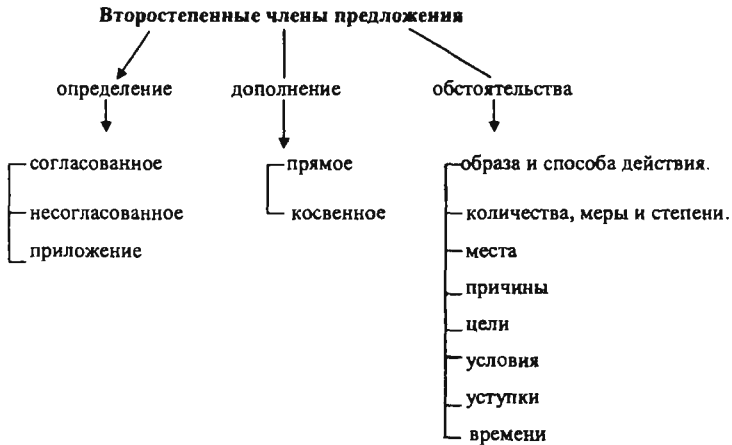 Второстепенные члены предложения
определение
дополнение
обстоятельства
согласованное
несогласованное
приложение
прямое
косвенное
образа и способа действия.
количества, меры и степени.
места
причины
цели
условия
уступки
времени